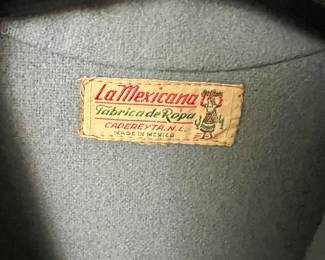 La Mexicana
Fabrica de Ropa
CADEREYTA. N. L.
MADE IN MEXICO